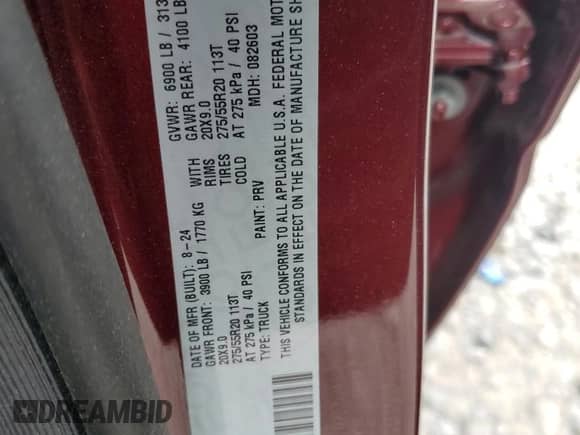 DATE OF MFR (BUILT): 8-24 GVWR: 6900 LB / 313
GAWR FRONT: 3900 LB / 1770 KG WITH GAWR REAR: 4100 LB
20X9.0 RIMS 20X9.0
275/55R20 113T TIRES 275/55R20 113T
AT 275 kPa / 40 PSI COLD AT 275 kPa / 40 PSI
TYPE: TRUCK PAINT: PRV MDH: 082603
THIS VEHICLE CONFORMS TO ALL APPLICABLE U.S.A. FEDERAL MOT
STANDARDS IN EFFECT ON THE DATE OF MANUFACTURE SH
DREAMBID